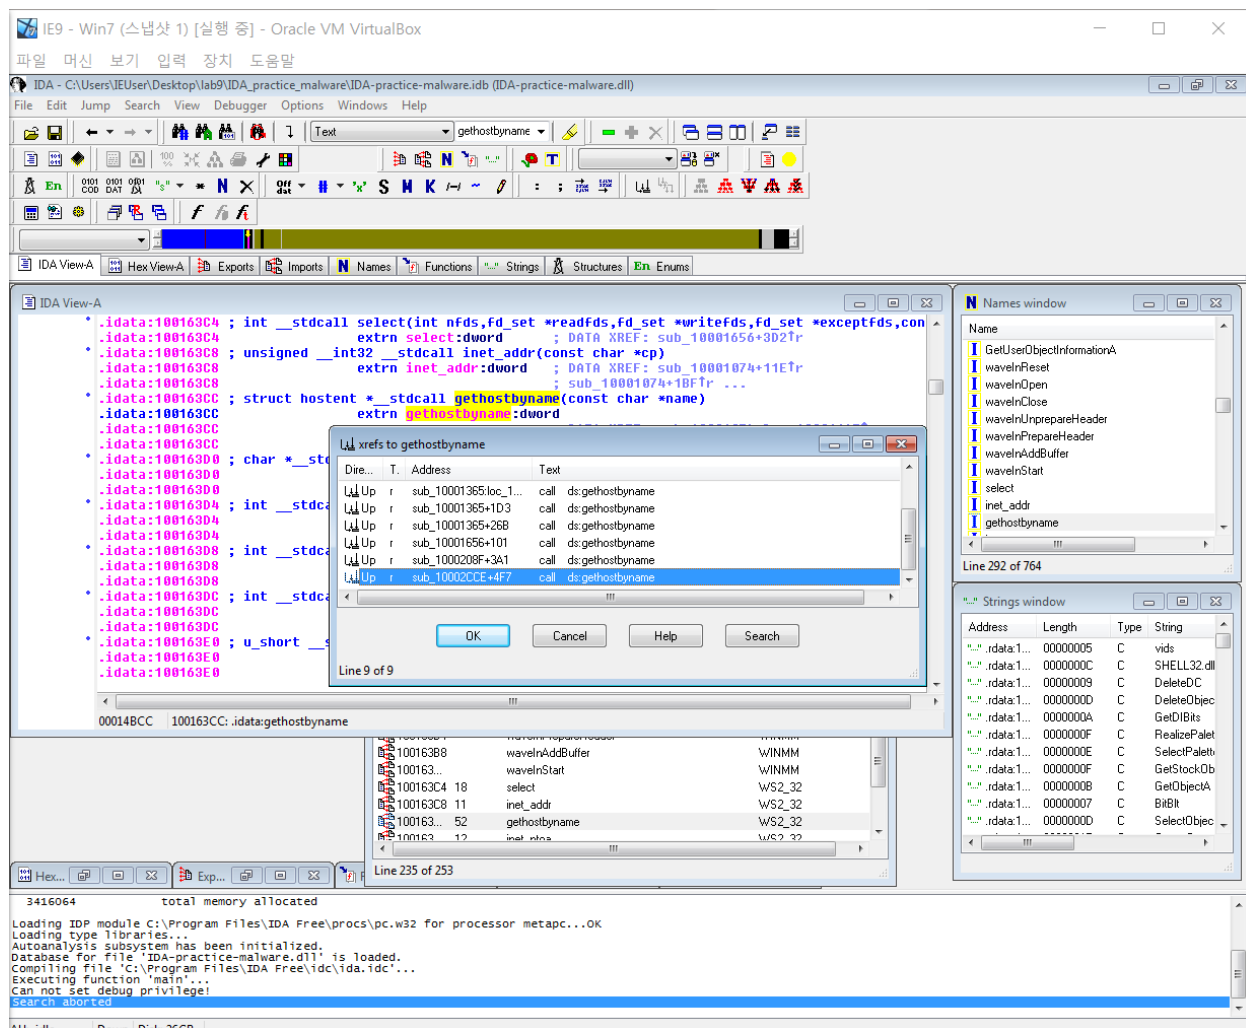 IE9 - Win7 (스냅샷 1) [실행 중] - Oracle VM VirtualBox
파일 머신 보기 입력 장치 도움말
IDA - C:\Users\IEUser\Desktop\lab9\IDA_practice_malware\IDA-practice-malware.idb (IDA-practice-malware.dll)
File Edit Jump Search View Debugger Options Windows Help
Text gethostbyname
En
IDA View-A Hex View-A Exports Imports N Names Functions Strings Structures En Enums
IDA View-A
.idata:100163C4 ; int __stdcall select(int nfds,fd_set *readfds,fd_set *writefds,fd_set *exceptfds,con
.idata:100163C4 extrn select:dword ; DATA XREF: sub_10001656+3D2↑r
.idata:100163C8 ; unsigned __int32 __stdcall inet_addr(const char *cp)
.idata:100163C8 extrn inet_addr:dword ; DATA XREF: sub_10001074+11E↑r
.idata:100163C8 ; sub_10001074+1BF↑r ...
.idata:100163CC ; struct hostent *__stdcall gethostbyname(const char *name)
.idata:100163CC extrn gethostbyname:dword
.idata:100163CC
.idata:100163CC
.idata:100163D0 ; char *__std
.idata:100163D0
.idata:100163D0
.idata:100163D4 ; int __stdca
.idata:100163D4
.idata:100163D4
.idata:100163D8 ; int __stdca
.idata:100163D8
.idata:100163D8
.idata:100163DC ; int __stdca
.idata:100163DC
.idata:100163DC
.idata:100163E0 ; u_short __s
.idata:100163E0
.idata:100163E0
00014BCC 100163CC: .idata:gethostbyname
xrefs to gethostbyname
Dire... T. Address Text
Up r sub_10001365:loc_1... call ds:gethostbyname
Up r sub_10001365+1D3 call ds:gethostbyname
Up r sub_10001365+26B call ds:gethostbyname
Up r sub_10001656+101 call ds:gethostbyname
Up r sub_1000208F+3A1 call ds:gethostbyname
Up r sub_10002CCE+4F7 call ds:gethostbyname
OK Cancel Help Search
Line 9 of 9
N Names window
Name
GetUserObjectInformationA
waveInReset
waveInOpen
waveInClose
waveInUnprepareHeader
waveInPrepareHeader
waveInAddBuffer
waveInStart
select
inet_addr
gethostbyname
Line 292 of 764
Strings window
Address Length Type String
.rdata:1... 00000005 C vids
.rdata:1... 0000000C C SHELL32.dll
.rdata:1... 00000009 C DeleteDC
.rdata:1... 0000000D C DeleteObjec
.rdata:1... 0000000A C GetDIBits
.rdata:1... 0000000F C RealizePalet
.rdata:1... 0000000E C SelectPalett
.rdata:1... 0000000F C GetStockOb
.rdata:1... 0000000B C GetObjectA
.rdata:1... 00000007 C BitBlt
.rdata:1... 0000000D C SelectObjec
100163B8 waveInAddBuffer WINMM
100163... waveInStart WINMM
100163C4 18 select WS2_32
100163C8 11 inet_addr WS2_32
100163... 52 gethostbyname WS2_32
100163... 12 inet_ntoa WS2_32
Line 235 of 253
Hex... Exp...
3416064 total memory allocated
Loading IDP module C:\Program Files\IDA Free\procs\pc.w32 for processor metapc...OK
Loading type libraries...
Autoanalysis subsystem has been initialized.
Database for file 'IDA-practice-malware.dll' is loaded.
Compiling file 'C:\Program Files\IDA Free\idc\ida.idc'...
Executing function 'main'...
Can not set debug privilege!
Search aborted